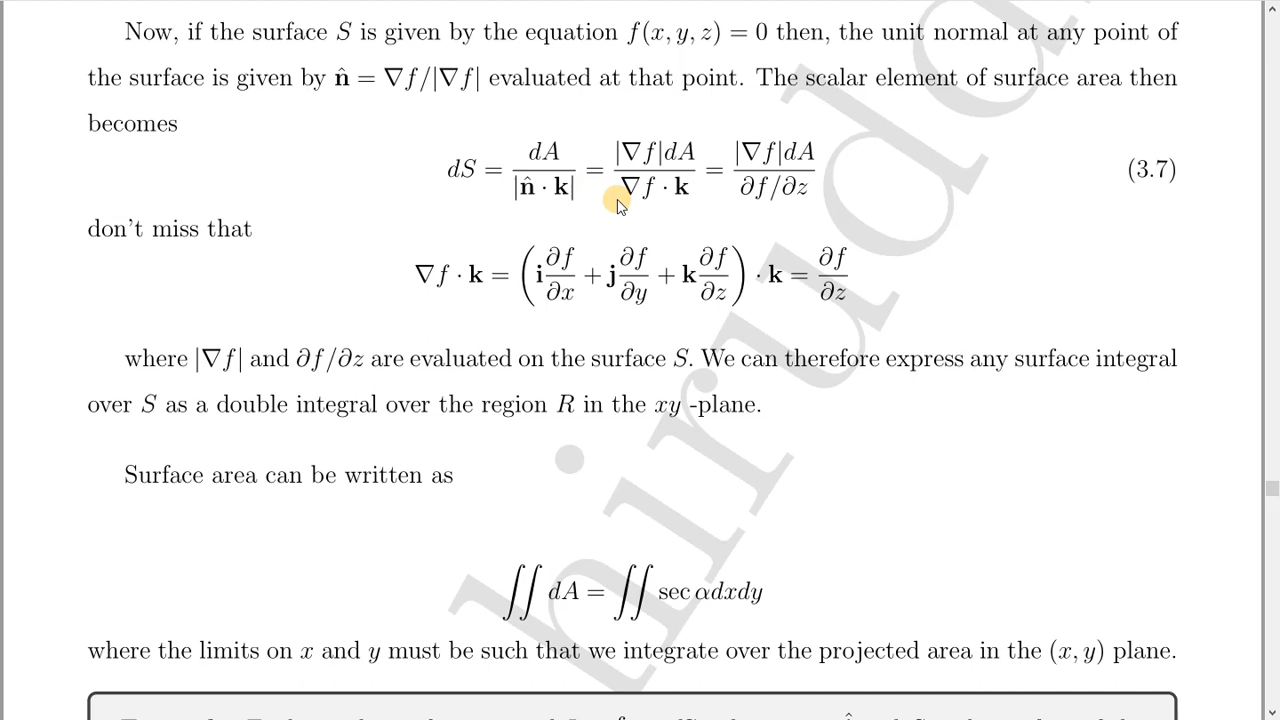 Now, if the surface S is given by the equation f(x, y, z) = 0 then, the unit normal at any point of
the surface is given by n̂ = ∇f/|∇f| evaluated at that point. The scalar element of surface area then
becomes
dS = dA / |n̂ · k| = |∇f|dA / ∇f · k = |∇f|dA / ∂f/∂z (3.7)
don't miss that
∇f · k = (i ∂f/∂x + j ∂f/∂y + k ∂f/∂z) · k = ∂f/∂z
where |∇f| and ∂f/∂z are evaluated on the surface S. We can therefore express any surface integral
over S as a double integral over the region R in the xy -plane.
Surface area can be written as
∬ dA = ∬ sec αdxdy
where the limits on x and y must be such that we integrate over the projected area in the (x, y) plane.